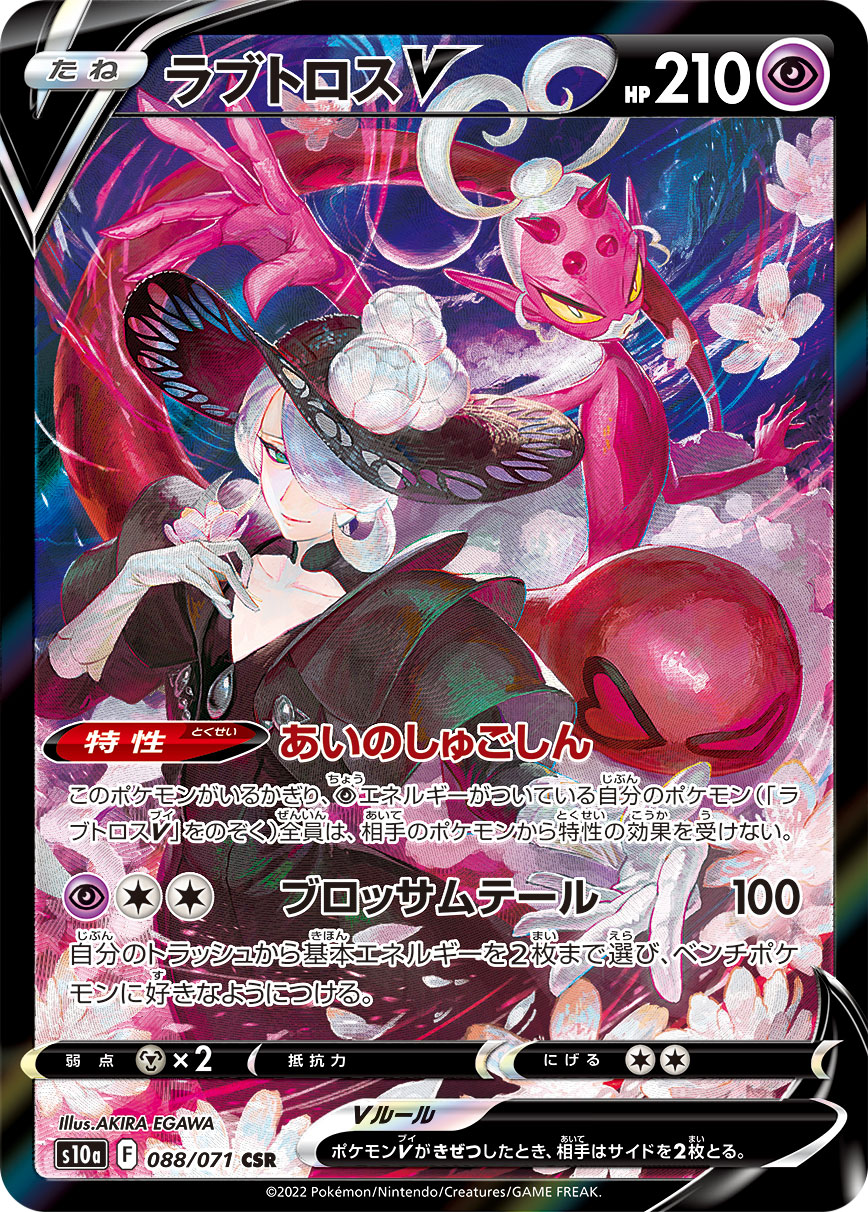 たね ラブトロスV HP 210
特性 とくせい あいのしゅごしん
このポケモンがいるかぎり、エネルギーがついている自分のポケモン(「ラ
ブトロスV」をのぞく)全員は、相手のポケモンから特性の効果を受けない。
ブロッサムテール 100
自分のトラッシュから基本エネルギーを2枚まで選び、ベンチポケ
モンに好きなようにつける。
弱点 ×2 抵抗力 にげる
Illus.AKIRA EGAWA
Vルール
ポケモンVがきぜつしたとき、相手はサイドを2枚とる。
s10a F 088/071 CSR
©2022 Pokémon/Nintendo/Creatures/GAME FREAK.